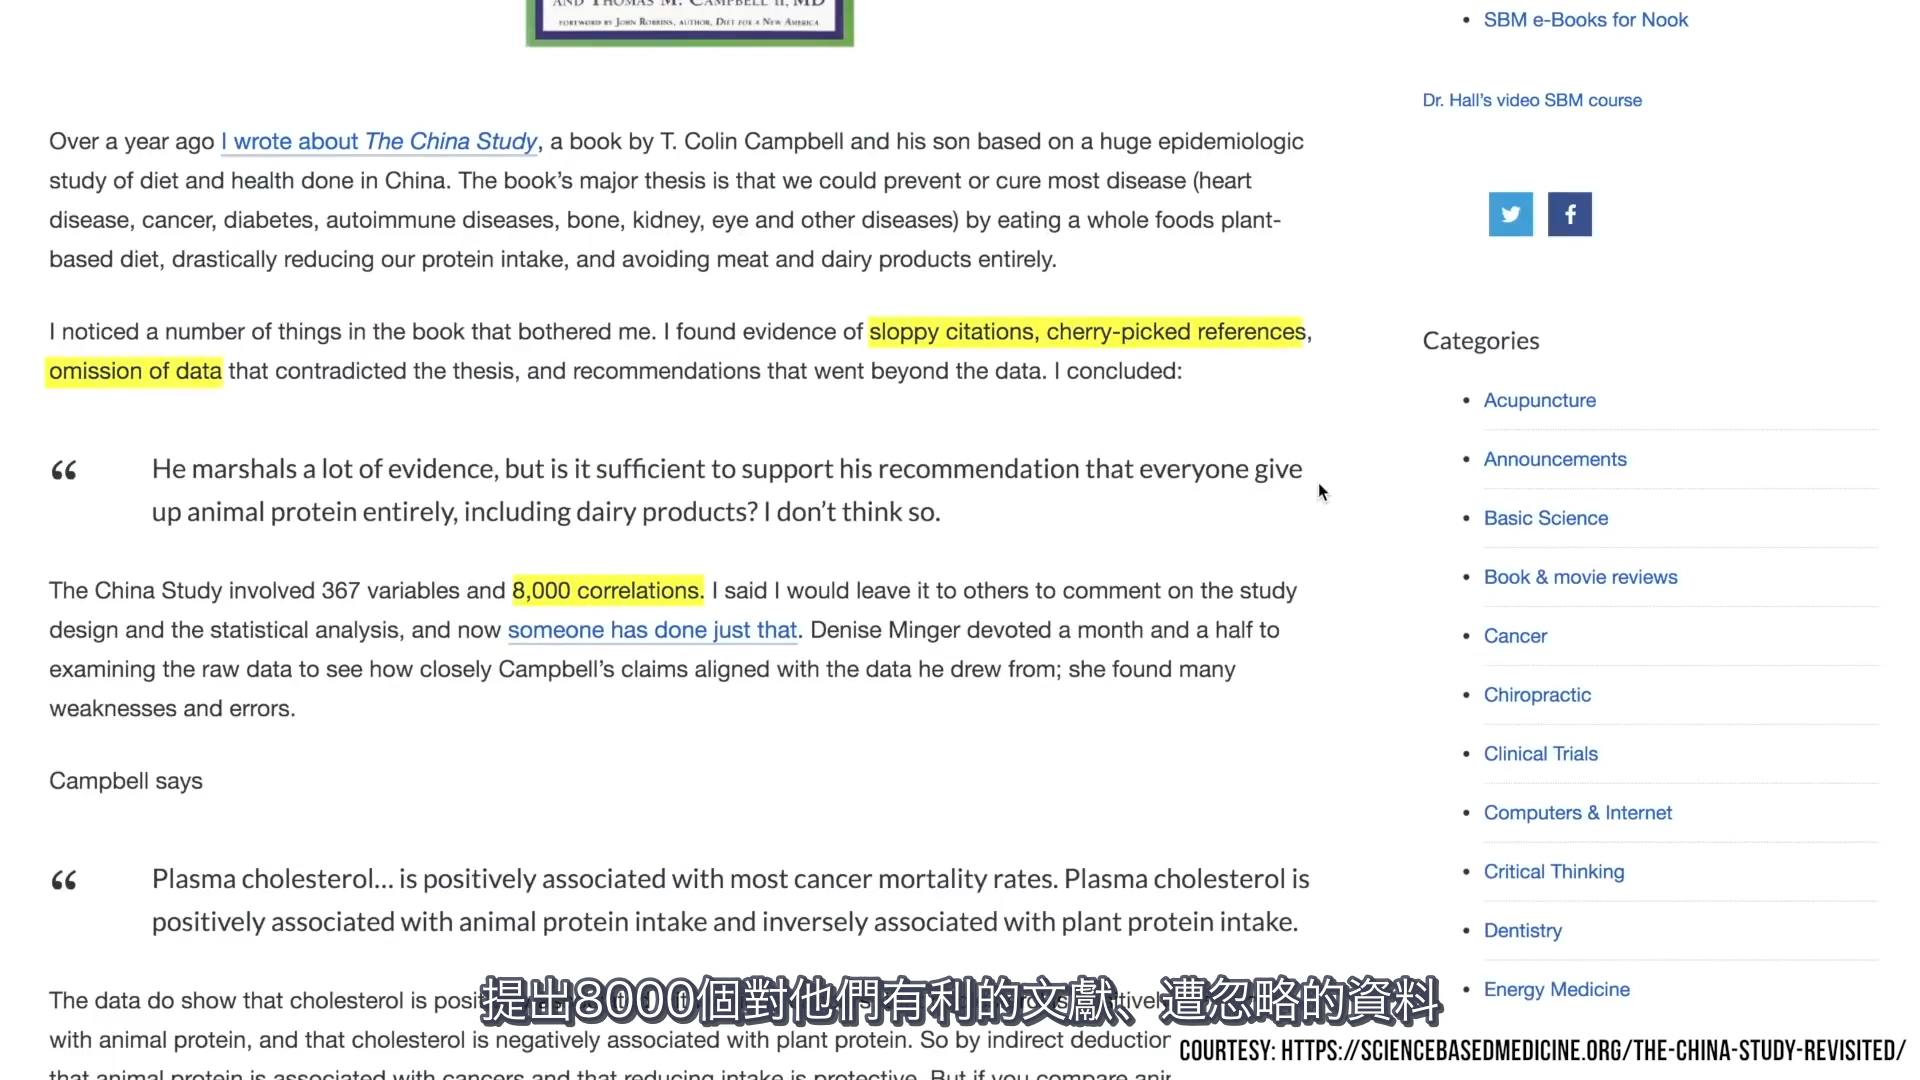 AND THOMAS M. CAMPBELL II, MD
FOREWORD BY JOHN ROBBINS, AUTHOR, DIET FOR A NEW AMERICA
Over a year ago I wrote about The China Study, a book by T. Colin Campbell and his son based on a huge epidemiologic
study of diet and health done in China. The book’s major thesis is that we could prevent or cure most disease (heart
disease, cancer, diabetes, autoimmune diseases, bone, kidney, eye and other diseases) by eating a whole foods plant-
based diet, drastically reducing our protein intake, and avoiding meat and dairy products entirely.
I noticed a number of things in the book that bothered me. I found evidence of sloppy citations, cherry-picked references,
omission of data that contradicted the thesis, and recommendations that went beyond the data. I concluded:
“ He marshals a lot of evidence, but is it sufficient to support his recommendation that everyone give
up animal protein entirely, including dairy products? I don’t think so.
The China Study involved 367 variables and 8,000 correlations. I said I would leave it to others to comment on the study
design and the statistical analysis, and now someone has done just that. Denise Minger devoted a month and a half to
examining the raw data to see how closely Campbell’s claims aligned with the data he drew from; she found many
weaknesses and errors.
Campbell says
“ Plasma cholesterol… is positively associated with most cancer mortality rates. Plasma cholesterol is
positively associated with animal protein intake and inversely associated with plant protein intake.
The data do show that cholesterol is
with animal protein, and that cholesterol is negatively associated with plant protein. So by indirect deduction
that animal protein is associated with cancers and that reducing intake is protective. But if you compare
提出8000個對他們有利的文獻、遭忽略的資料
COURTESY: HTTPS://SCIENCEBASEDMEDICINE.ORG/THE-CHINA-STUDY-REVISITED/
SBM e-Books for Nook
Dr. Hall’s video SBM course
Categories
Acupuncture
Announcements
Basic Science
Book & movie reviews
Cancer
Chiropractic
Clinical Trials
Computers & Internet
Critical Thinking
Dentistry
Energy Medicine